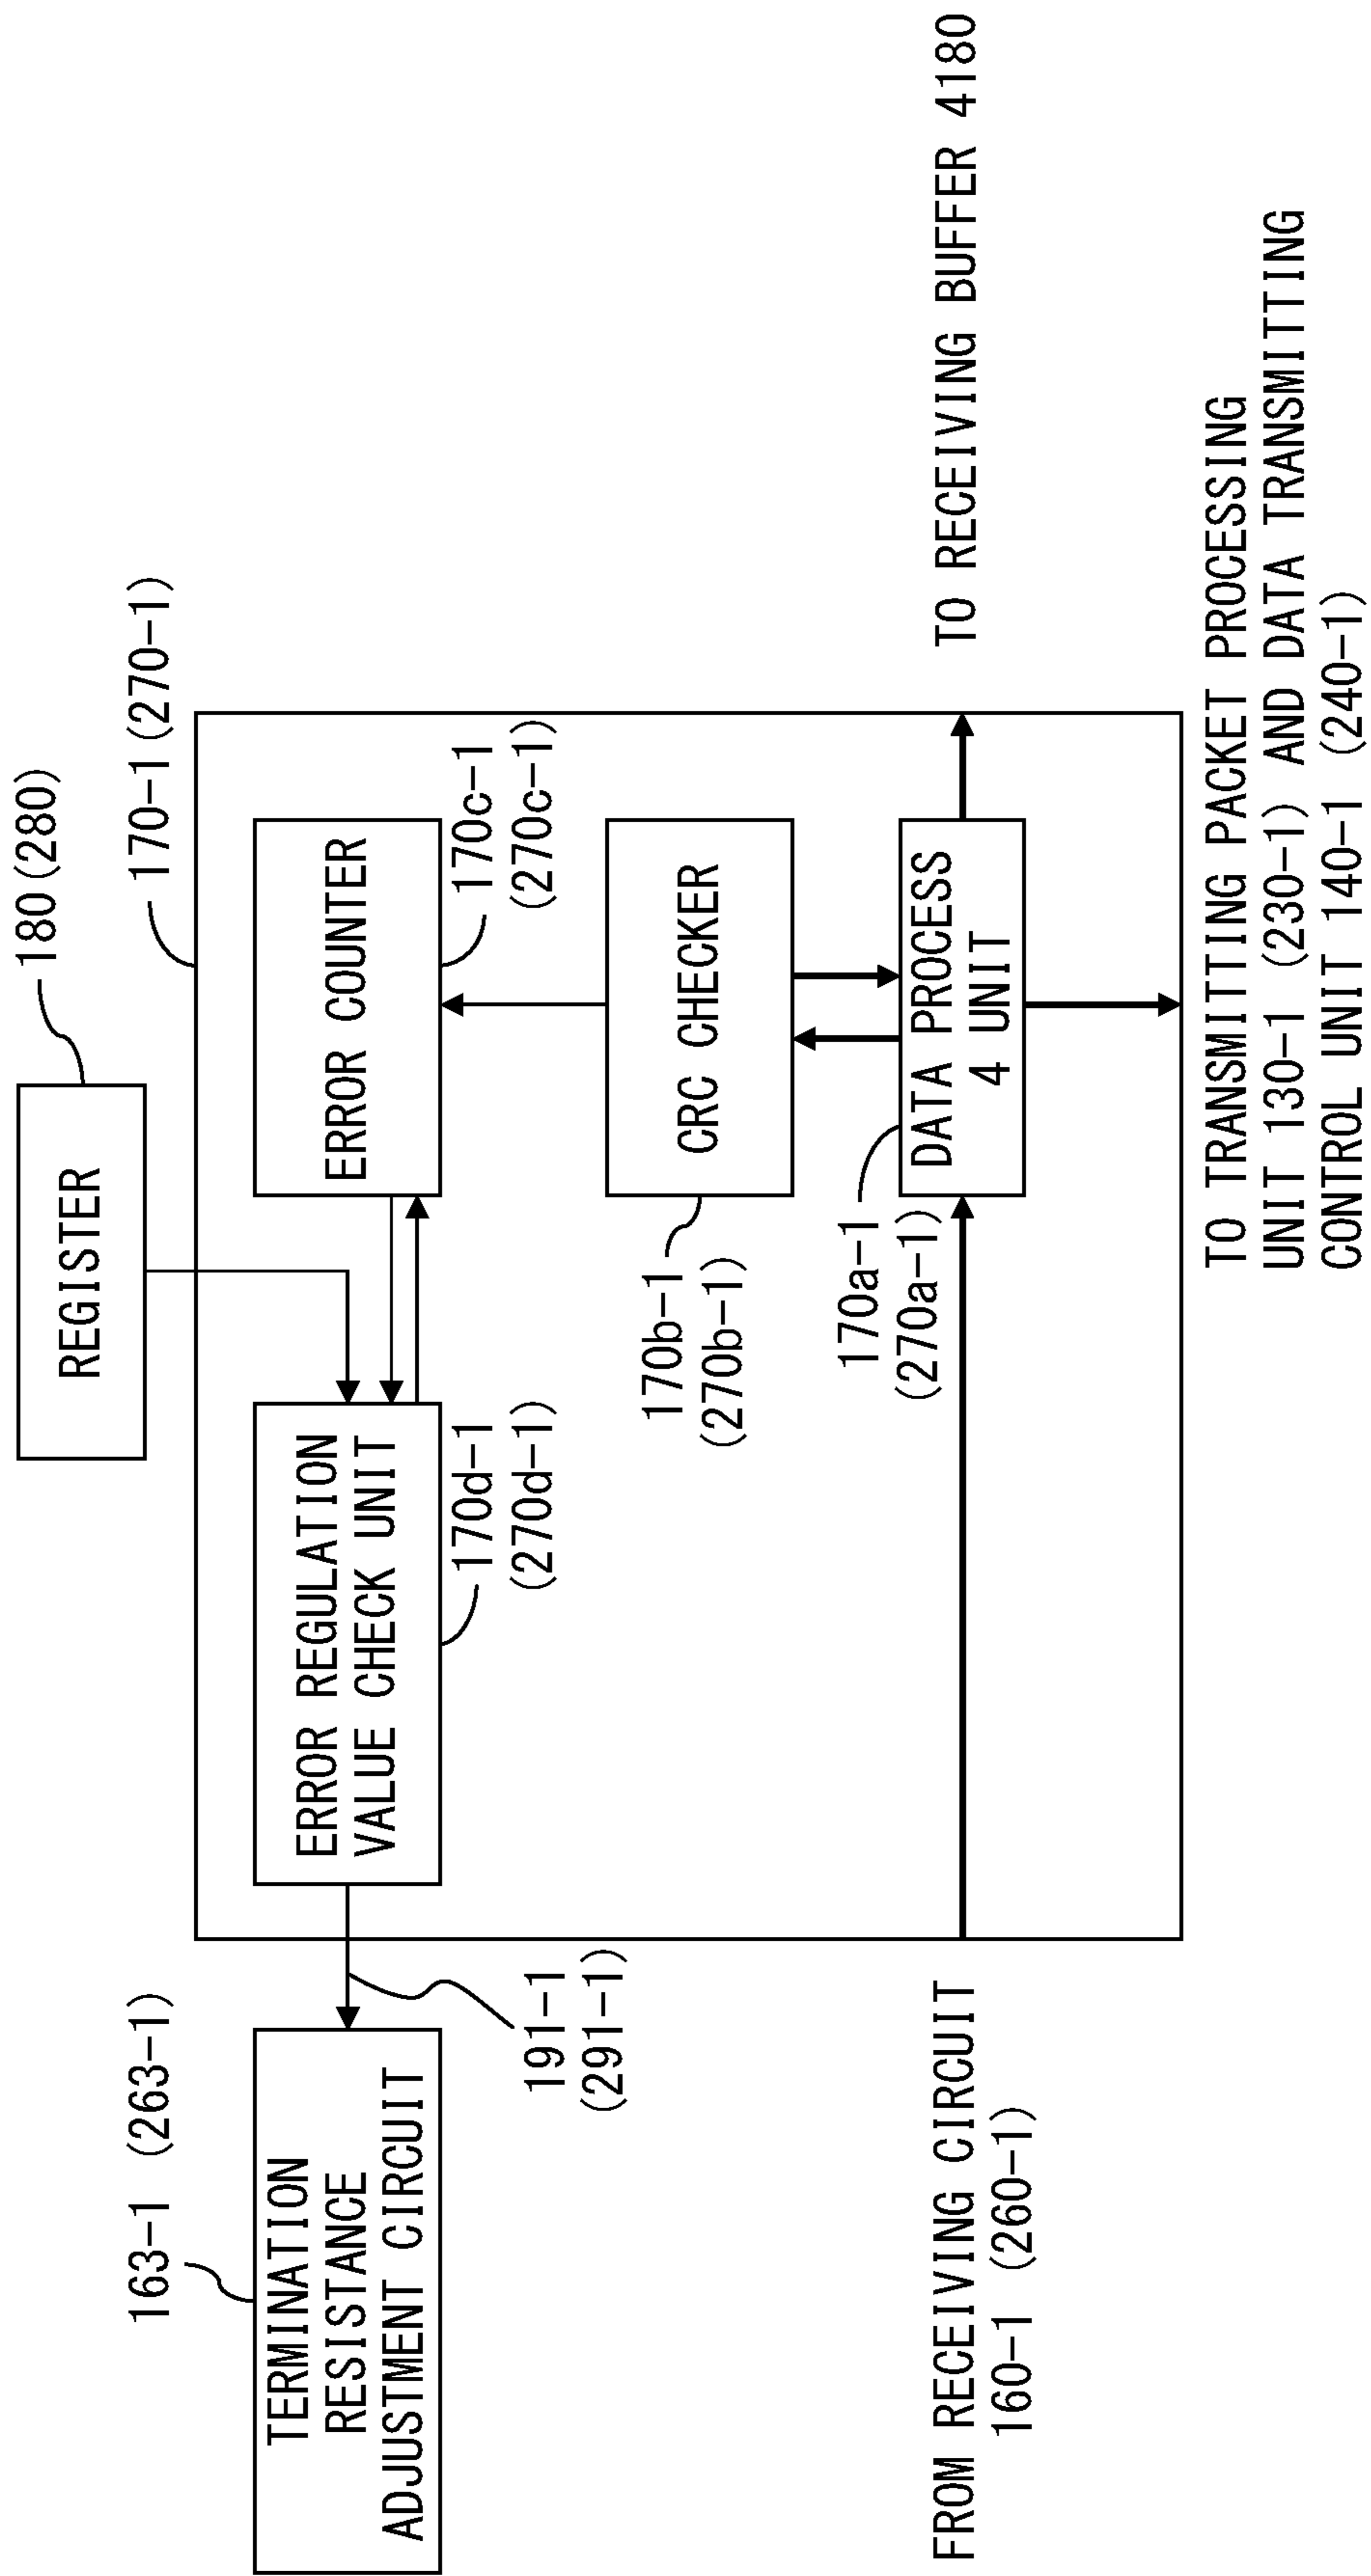 180(280)
REGISTER
163-1 (263-1)
170-1(270-1)
TERMINATION
RESISTANCE
ADJUSTMENT CIRCUIT
ERROR REGULATION
VALUE CHECK UNIT
ERROR COUNTER
170d-1
(270d-1)
170c-1
(270c-1)
191-1
(291-1)
170b-1
(270b-1)
CRC CHECKER
170a-1
(270a-1)
FROM RECEIVING CIRCUIT
160-1 (260-1)
DATA PROCESS
4 UNIT
TO RECEIVING BUFFER 4180
TO TRANSMITTING PACKET PROCESSING
UNIT 130-1 (230-1) AND DATA TRANSMITTING
CONTROL UNIT 140-1 (240-1)